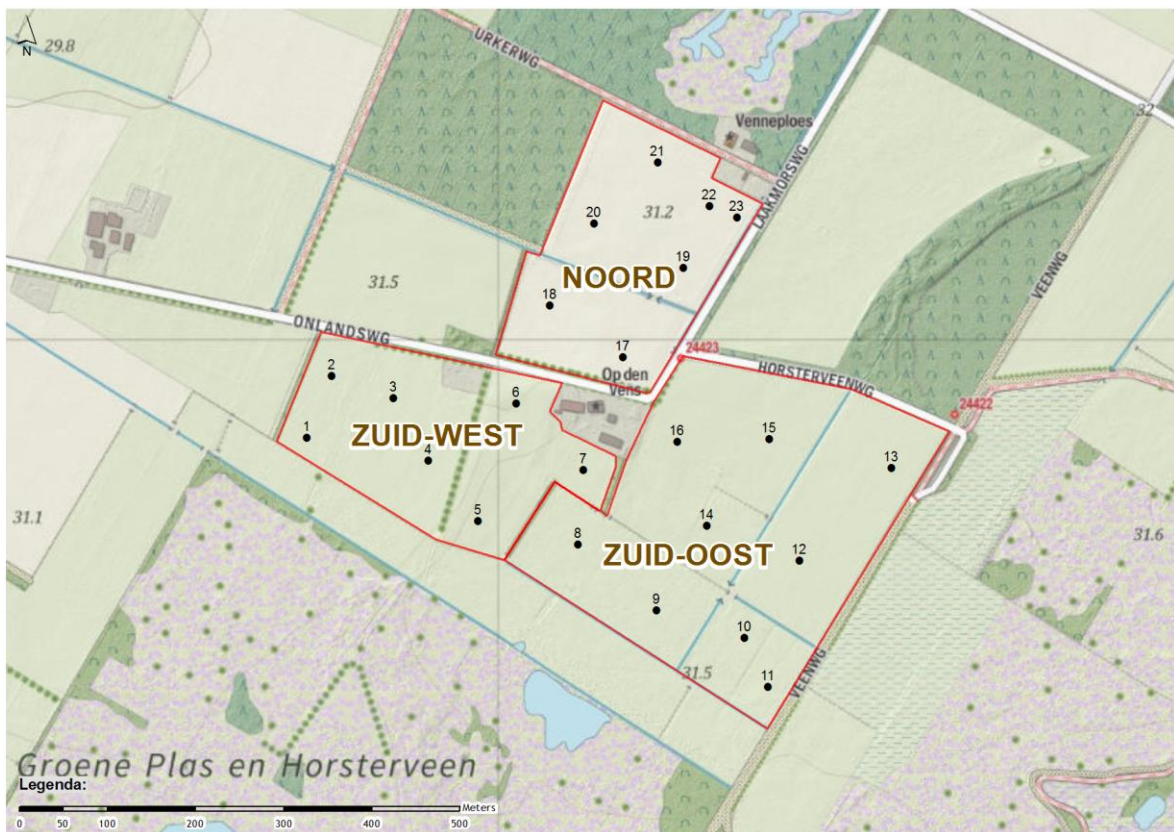 N
29.8
URKERWG
Venneploes
32
21
LAAKMORSWG
22
23
31.2
20
19
VEENWG
NOORD
31.5
18
ONLANDSWG
17
24423
Op den
Vens
HORSTERVEENWG
2
3
6
24422
1
ZUID-WEST
16
15
4
7
13
31.1
5
14
31.6
8
ZUID-OOST
12
9
10
VEENWG
31.5
11
Groene Plas en Horsterveen
Legenda:
Meters
0 50 100 200 300 400 500